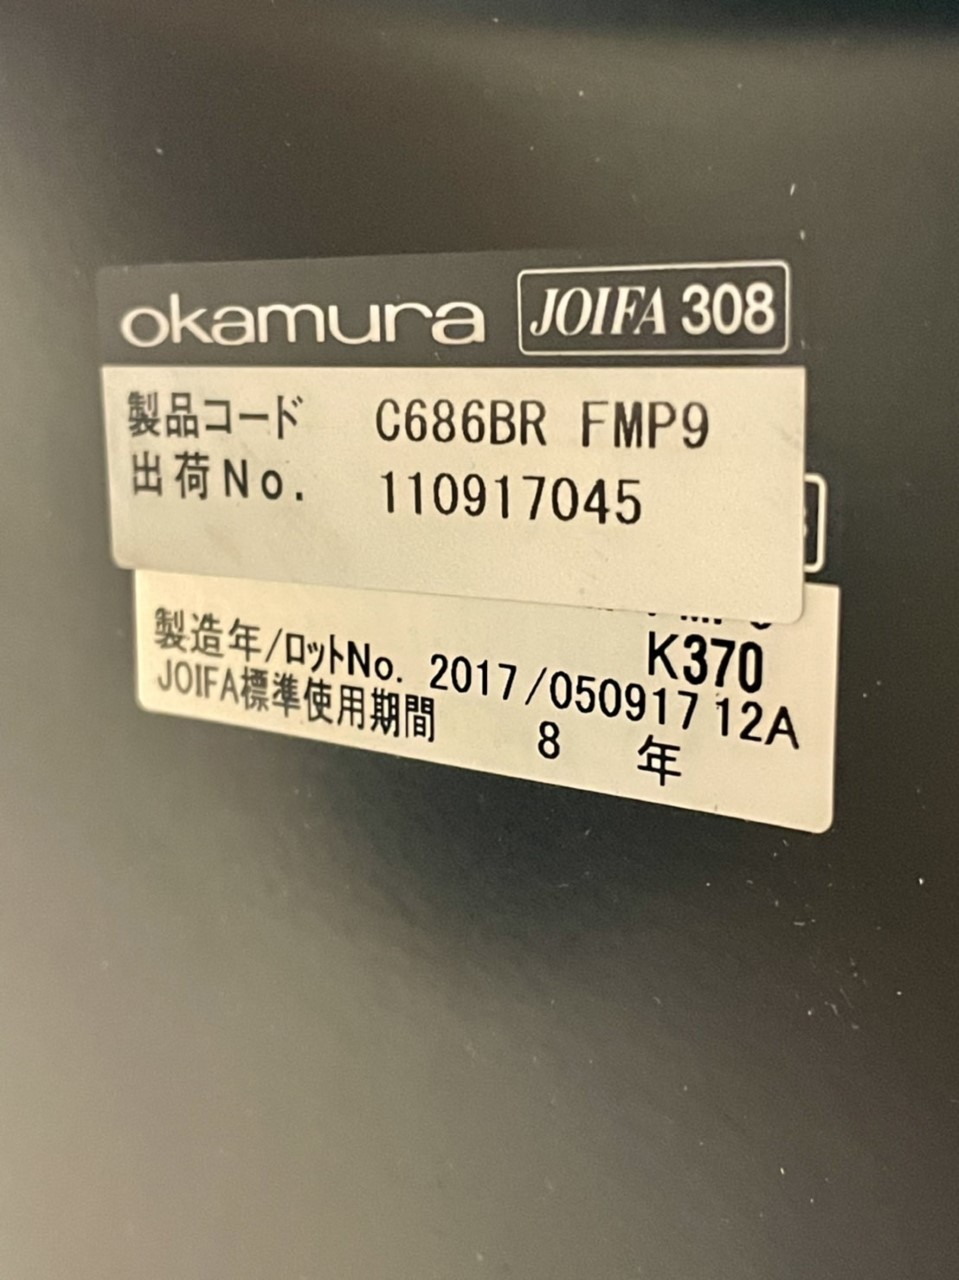 okamura JOIFA 308
製品コード C686BR FMP9
出荷No. 110917045
K370
製造年/ロットNo. 2017/050917 12A
JOIFA標準使用期間 8 年